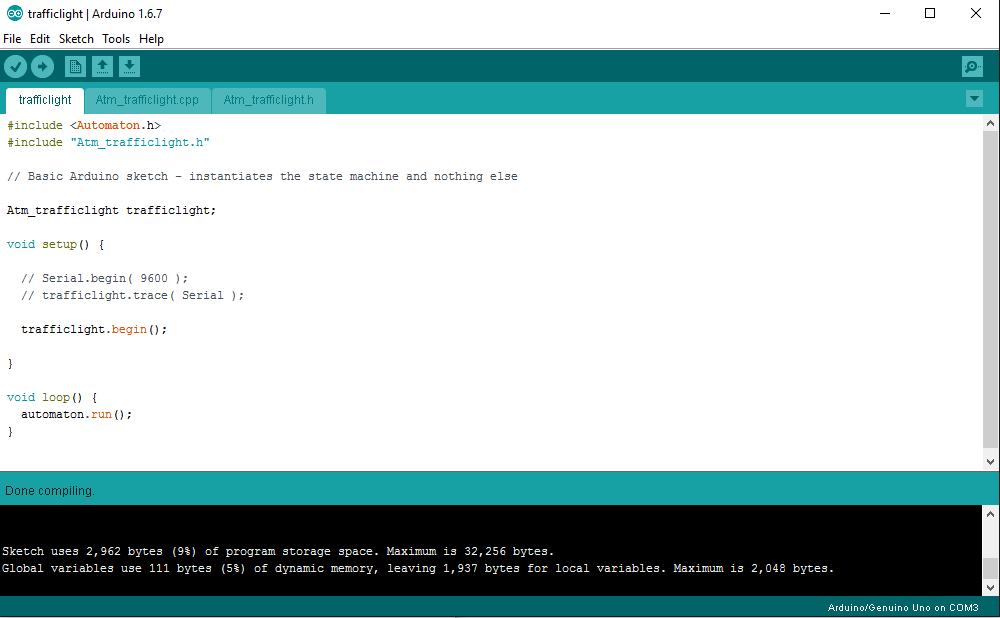 trafficlight | Arduino 1.6.7
File Edit Sketch Tools Help
trafficlight Atm_trafficlight.cpp Atm_trafficlight.h
#include <Automaton.h>
#include "Atm_trafficlight.h"
// Basic Arduino sketch - instantiates the state machine and nothing else
Atm_trafficlight trafficlight;
void setup() {
  // Serial.begin( 9600 );
  // trafficlight.trace( Serial );
  trafficlight.begin();
}
void loop() {
  automaton.run();
}
Done compiling.
Sketch uses 2,962 bytes (9%) of program storage space. Maximum is 32,256 bytes.
Global variables use 111 bytes (5%) of dynamic memory, leaving 1,937 bytes for local variables. Maximum is 2,048 bytes.
Arduino/Genuino Uno on COM3